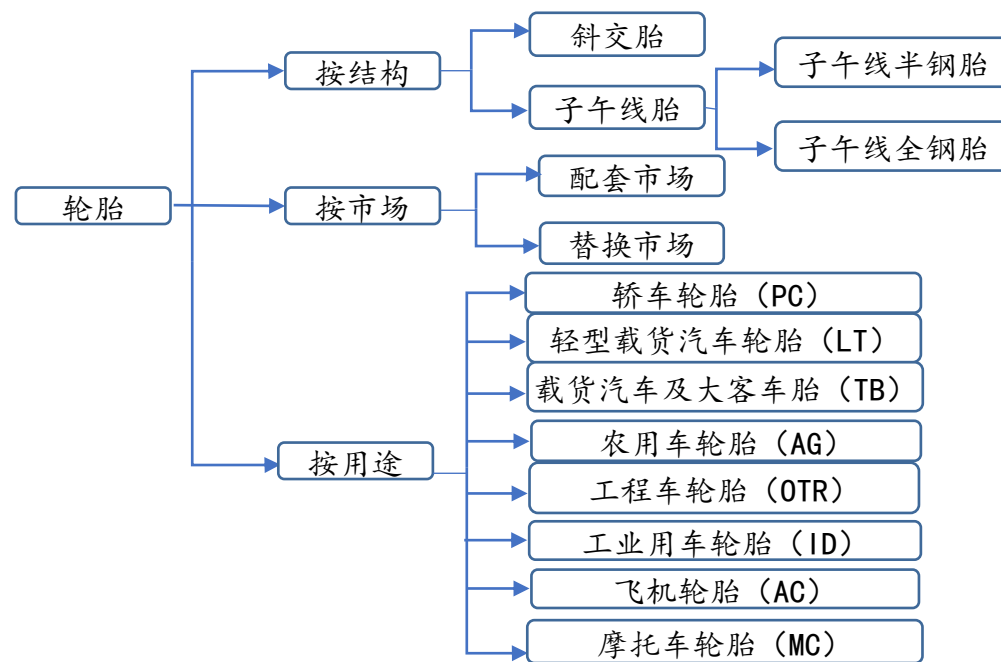 轮胎
按结构
斜交胎
子午线胎
子午线半钢胎
子午线全钢胎
按市场
配套市场
替换市场
按用途
轿车轮胎（PC）
轻型载货汽车轮胎（LT）
载货汽车及大客车胎（TB）
农用车轮胎（AG）
工程车轮胎（OTR）
工业用车轮胎（ID）
飞机轮胎（AC）
摩托车轮胎（MC）